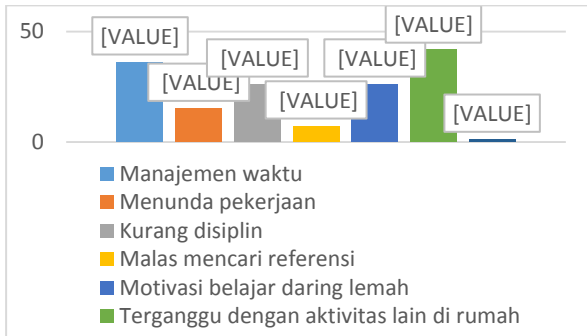 50
[VALUE]
[VALUE]
[VALUE]
[VALUE]
[VALUE]
[VALUE]
[VALUE]
0
Manajemen waktu
Menunda pekerjaan
Kurang disiplin
Malas mencari referensi
Motivasi belajar daring lemah
Terganggu dengan aktivitas lain di rumah